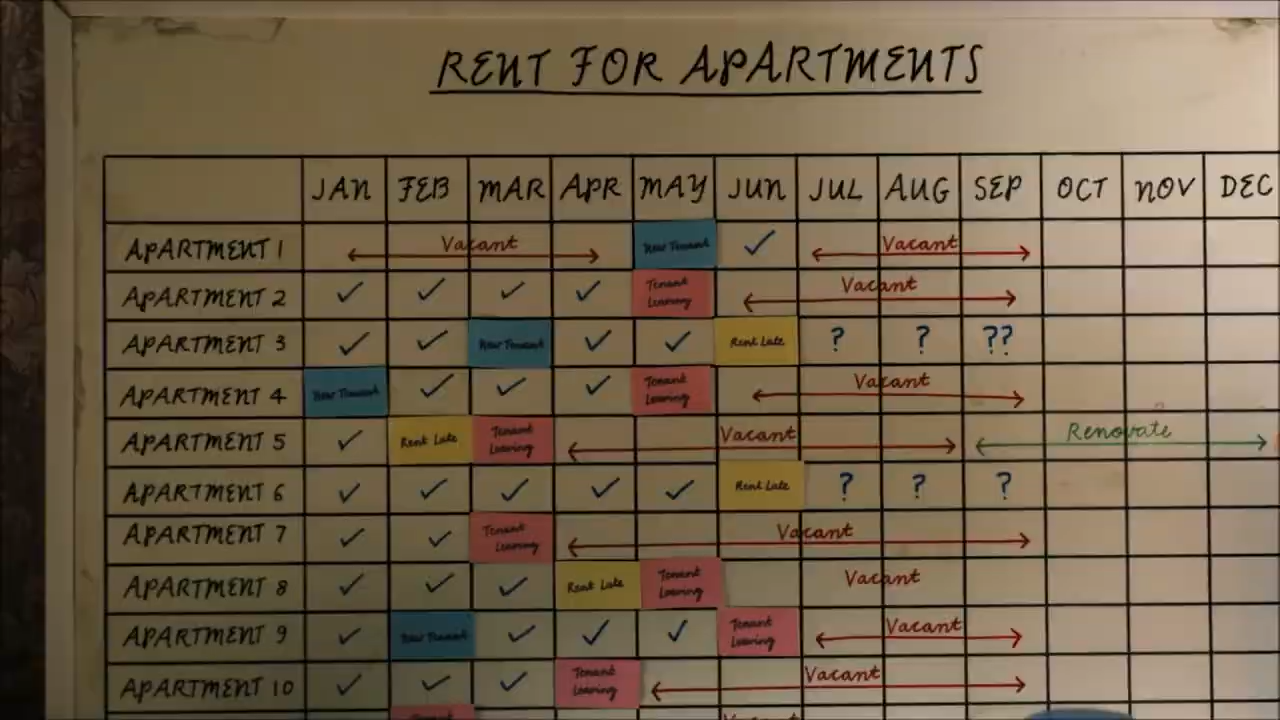 RENT FOR APARTMENTS
JAN FEB MAR APR MAY JUN JUL AUG SEP OCT NOV DEC
APARTMENT 1 Vacant New Tenant ✓ Vacant
APARTMENT 2 ✓ ✓ ✓ ✓ Tenant Leaving Vacant
APARTMENT 3 ✓ ✓ New Tenant ✓ ✓ Rent Late ? ? ??
APARTMENT 4 New Tenant ✓ ✓ ✓ Tenant Leaving Vacant
APARTMENT 5 ✓ Rent Late Tenant Leaving Vacant Renovate
APARTMENT 6 ✓ ✓ ✓ ✓ ✓ Rent Late ? ? ?
APARTMENT 7 ✓ ✓ Tenant Leaving Vacant
APARTMENT 8 ✓ ✓ ✓ Rent Late Tenant Leaving Vacant
APARTMENT 9 ✓ New Tenant ✓ ✓ ✓ Tenant Leaving Vacant
APARTMENT 10 ✓ ✓ ✓ Tenant Leaving Vacant
Tenant Vacant